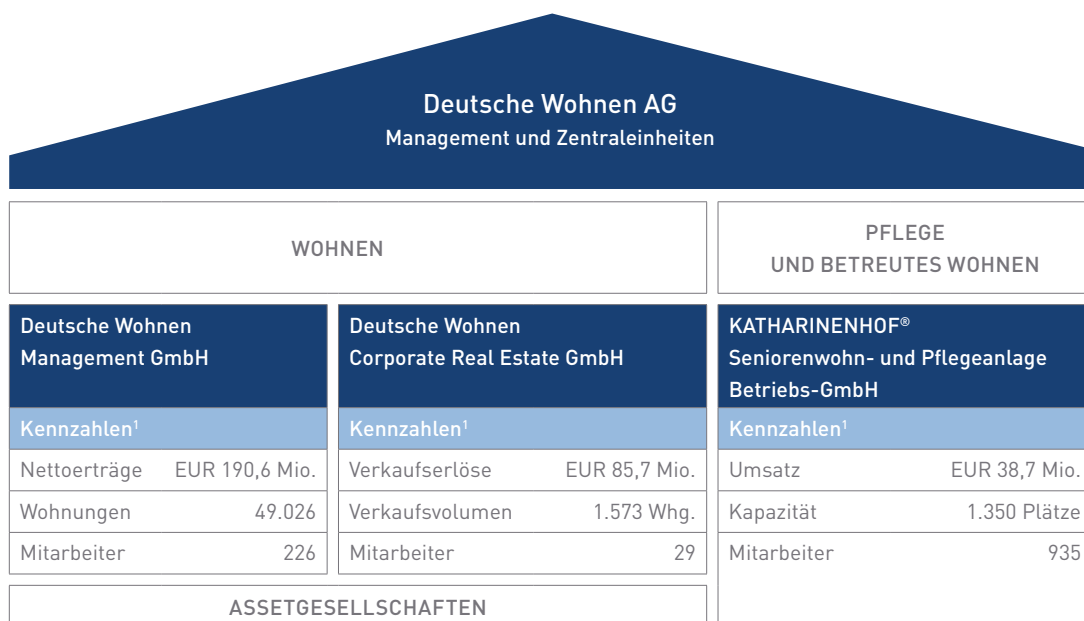 Deutsche Wohnen AG
Management und Zentraleinheiten
WOHNEN
PFLEGE
UND BETREUTES WOHNEN
Deutsche Wohnen
Management GmbH
Kennzahlen¹
Nettoerträge EUR 190,6 Mio.
Wohnungen 49.026
Mitarbeiter 226
Deutsche Wohnen
Corporate Real Estate GmbH
Kennzahlen¹
Verkaufserlöse EUR 85,7 Mio.
Verkaufsvolumen 1.573 Whg.
Mitarbeiter 29
KATHARINENHOF®
Seniorenwohn- und Pflegeanlage
Betriebs-GmbH
Kennzahlen¹
Umsatz EUR 38,7 Mio.
Kapazität 1.350 Plätze
Mitarbeiter 935
ASSETGESELLSCHAFTEN